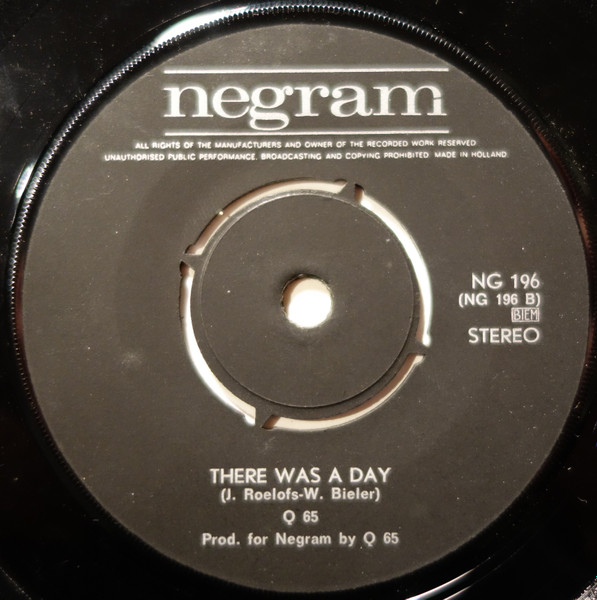 negram
ALL RIGHTS OF THE MANUFACTURERS AND OWNER OF THE RECORDED WORK RESERVED
UNAUTHORISED PUBLIC PERFORMANCE, BROADCASTING AND COPYING PROHIBITED MADE IN HOLLAND
NG 196
(NG 196 B)
BIEM
STEREO
THERE WAS A DAY
(J. Roelofs-W. Bieler)
Q 65
Prod. for Negram by Q 65